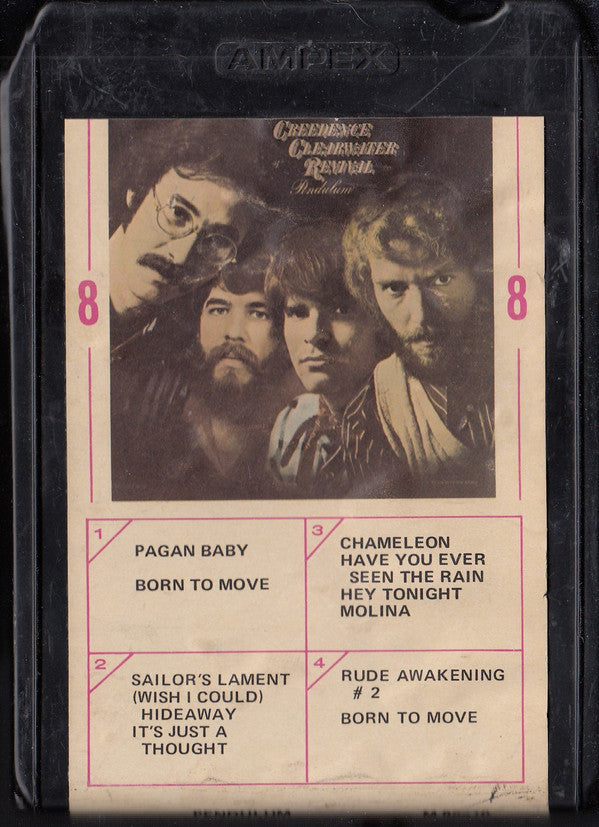 AMPEX
CREEDENCE
CLEARWATER
REVIVAL
Pendulum
8
8
1
PAGAN BABY
BORN TO MOVE
2
SAILOR'S LAMENT
(WISH I COULD)
HIDEAWAY
IT'S JUST A
THOUGHT
3
CHAMELEON
HAVE YOU EVER
SEEN THE RAIN
HEY TONIGHT
MOLINA
4
RUDE AWAKENING
# 2
BORN TO MOVE
PENDULUM